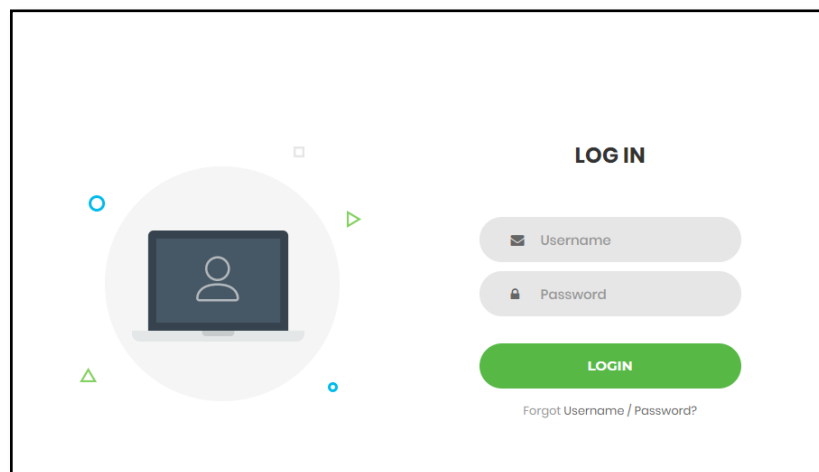 LOG IN
Username
Password
LOGIN
Forgot Username / Password?